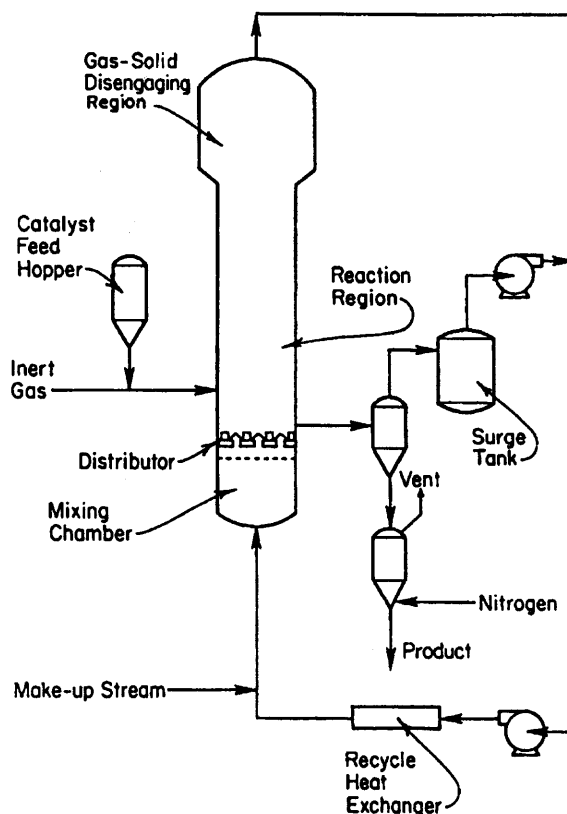 Gas-Solid
Disengaging
Region
Catalyst
Feed
Hopper
Reaction
Region
Inert
Gas
Distributor
Surge
Tank
Vent
Mixing
Chamber
Nitrogen
Product
Make-up Stream
Recycle
Heat
Exchanger